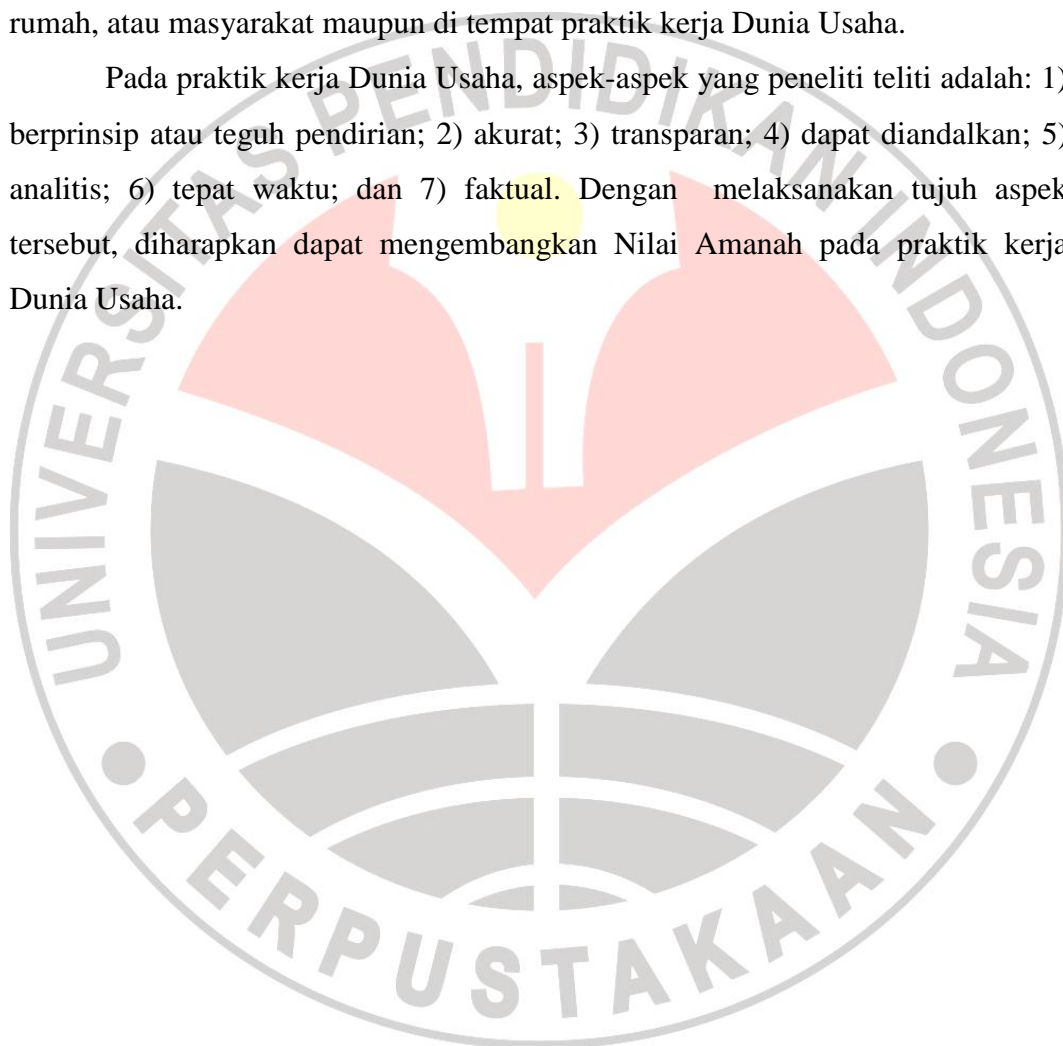 rumah, atau masyarakat maupun di tempat praktik kerja Dunia Usaha.
Pada praktik kerja Dunia Usaha, aspek-aspek yang peneliti teliti adalah: 1)
berprinsip atau teguh pendirian; 2) akurat; 3) transparan; 4) dapat diandalkan; 5)
analitis; 6) tepat waktu; dan 7) faktual. Dengan melaksanakan tujuh aspek
tersebut, diharapkan dapat mengembangkan Nilai Amanah pada praktik kerja
Dunia Usaha.
UNIVERSITAS PENDIDIKAN INDONESIA
PERPUSTAKAAN